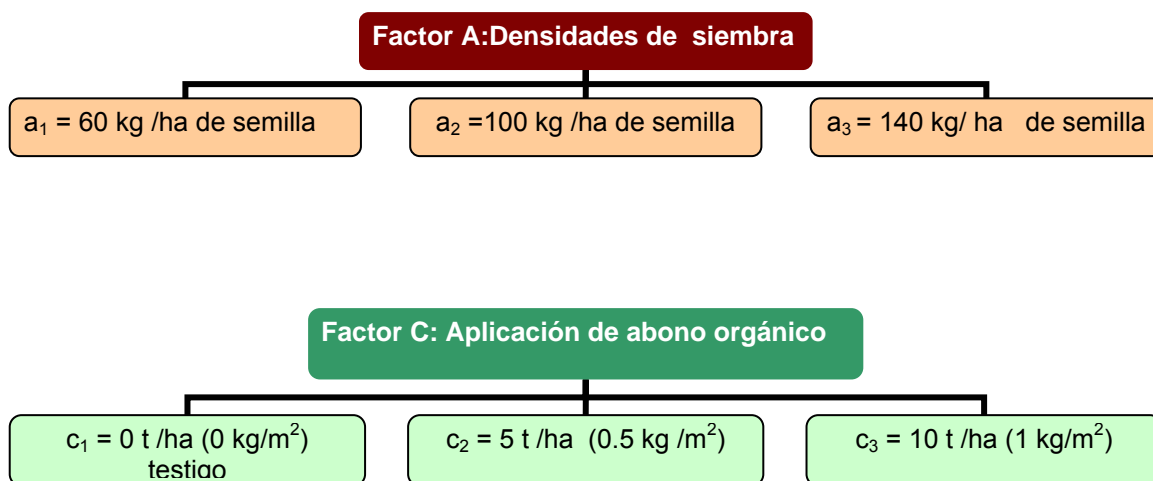 Factor A:Densidades de siembra
a₁ = 60 kg /ha de semilla
a₂ =100 kg /ha de semilla
a₃ = 140 kg/ ha de semilla
Factor C: Aplicación de abono orgánico
c₁ = 0 t /ha (0 kg/m²)
testigo
c₂ = 5 t /ha (0.5 kg /m²)
c₃ = 10 t /ha (1 kg/m²)